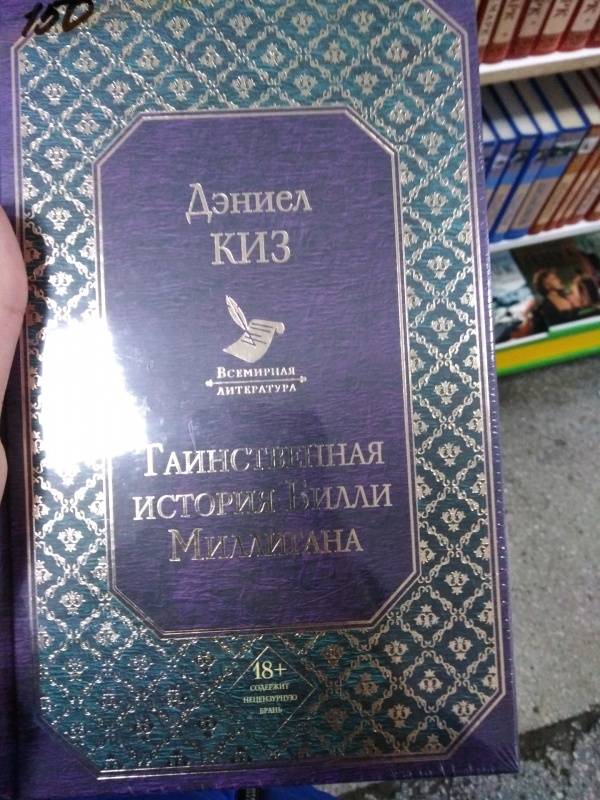 150
Дэниел
КИЗ
Всемирная
литература
Таинственная
история Билли
Миллигана
18+
содержит
нецензурную
брань